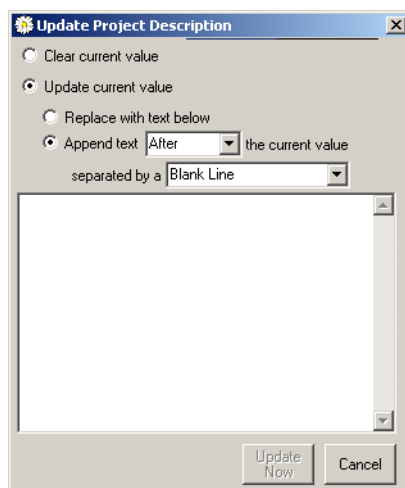 Update Project Description
Clear current value
Update current value
Replace with text below
Append text After the current value
separated by a Blank Line
Update
Now
Cancel